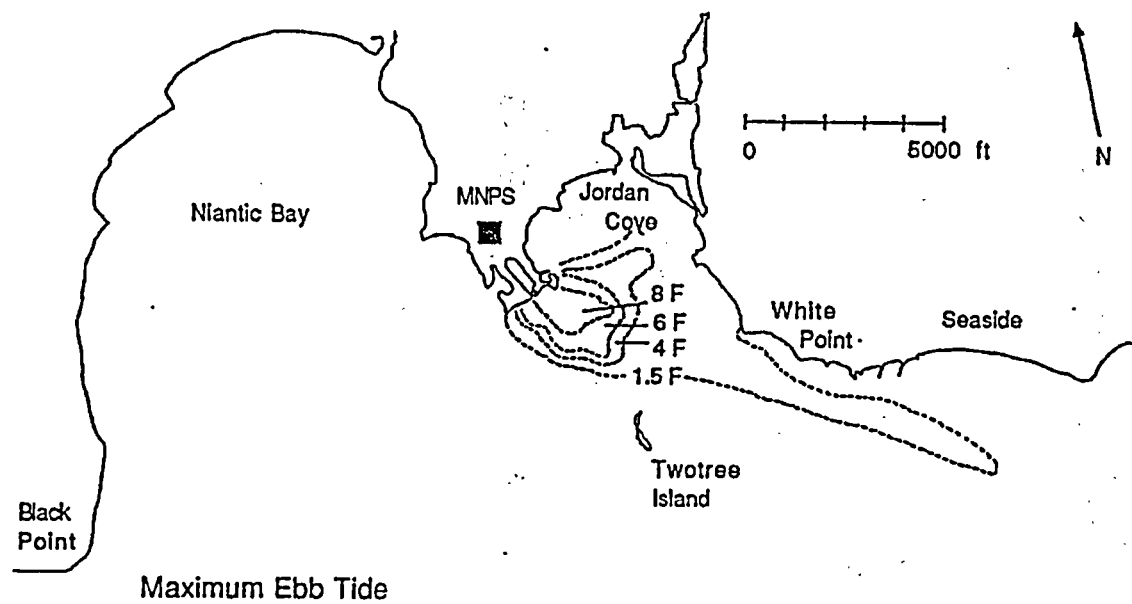 Niantic Bay
MNPS
Jordan
Cove
0
5000 ft
N
8 F
6 F
4 F
1.5 F
White
Point
Seaside
Twotree
Island
Black
Point
Maximum Ebb Tide